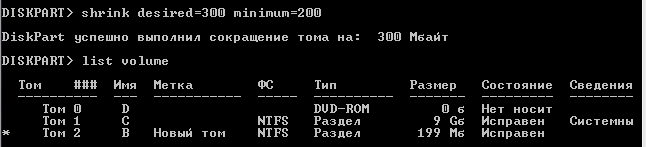 DISKPART> shrink desired=300 minimum=200
DiskPart успешно выполнил сокращение тома на:  300 Мбайт
DISKPART> list volume
Том     ###  Имя  Метка        ФС     Тип         Размер   Состояние  Сведения
----------  ---  -----------  -----  ----------  -------  ---------  --------
Том 0     D                       DVD-ROM         0 б  Нет носит
Том 1     C                NTFS   Раздел          9 Gб  Исправен   Системны
* Том 2     B   Новый том    NTFS   Раздел        199 Mб  Исправен